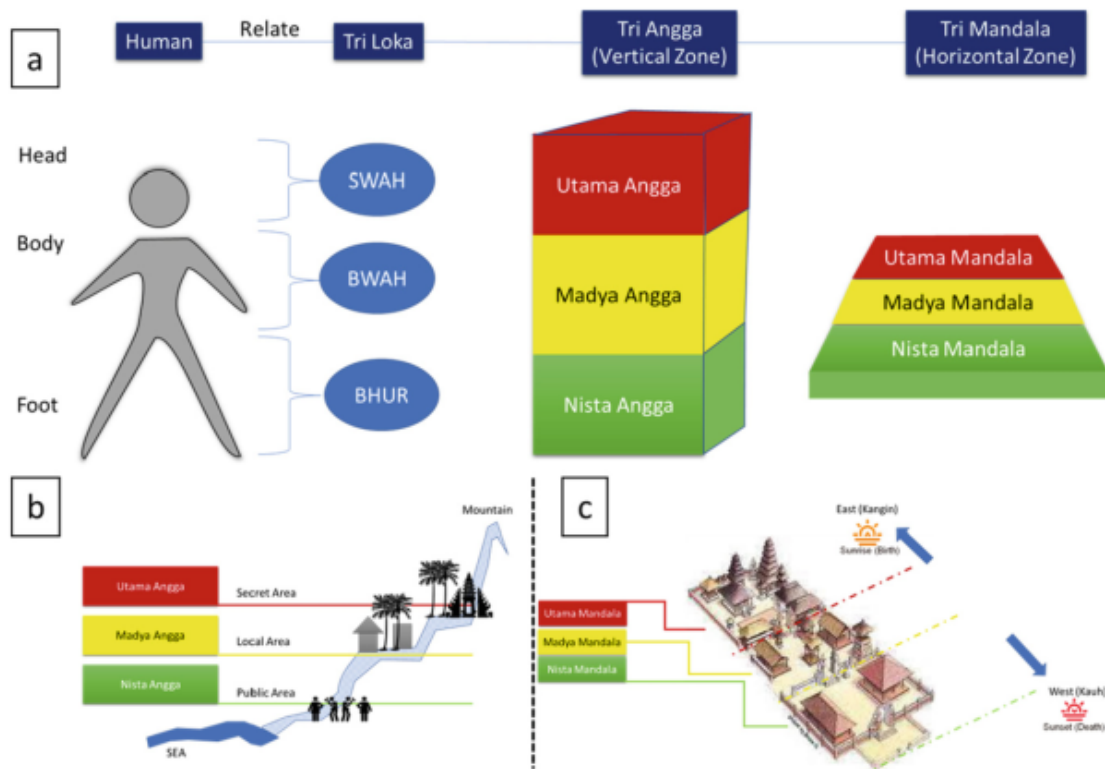 a
Human
Relate
Tri Loka
Tri Angga
(Vertical Zone)
Tri Mandala
(Horizontal Zone)
Head
Body
Foot
SWAH
BWAH
BHUR
Utama Angga
Madya Angga
Nista Angga
Utama Mandala
Madya Mandala
Nista Mandala
b
Mountain
Utama Angga
Secret Area
Madya Angga
Local Area
Nista Angga
Public Area
SEA
c
East (Kangin)
Sunrise (Birth)
Utama Mandala
Madya Mandala
Nista Mandala
West (Kauh)
Sunset (Death)